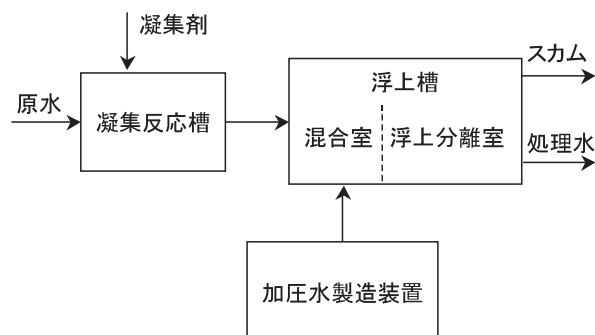 凝集剤
原水
凝集反応槽
浮上槽
混合室
浮上分離室
スカム
処理水
加圧水製造装置